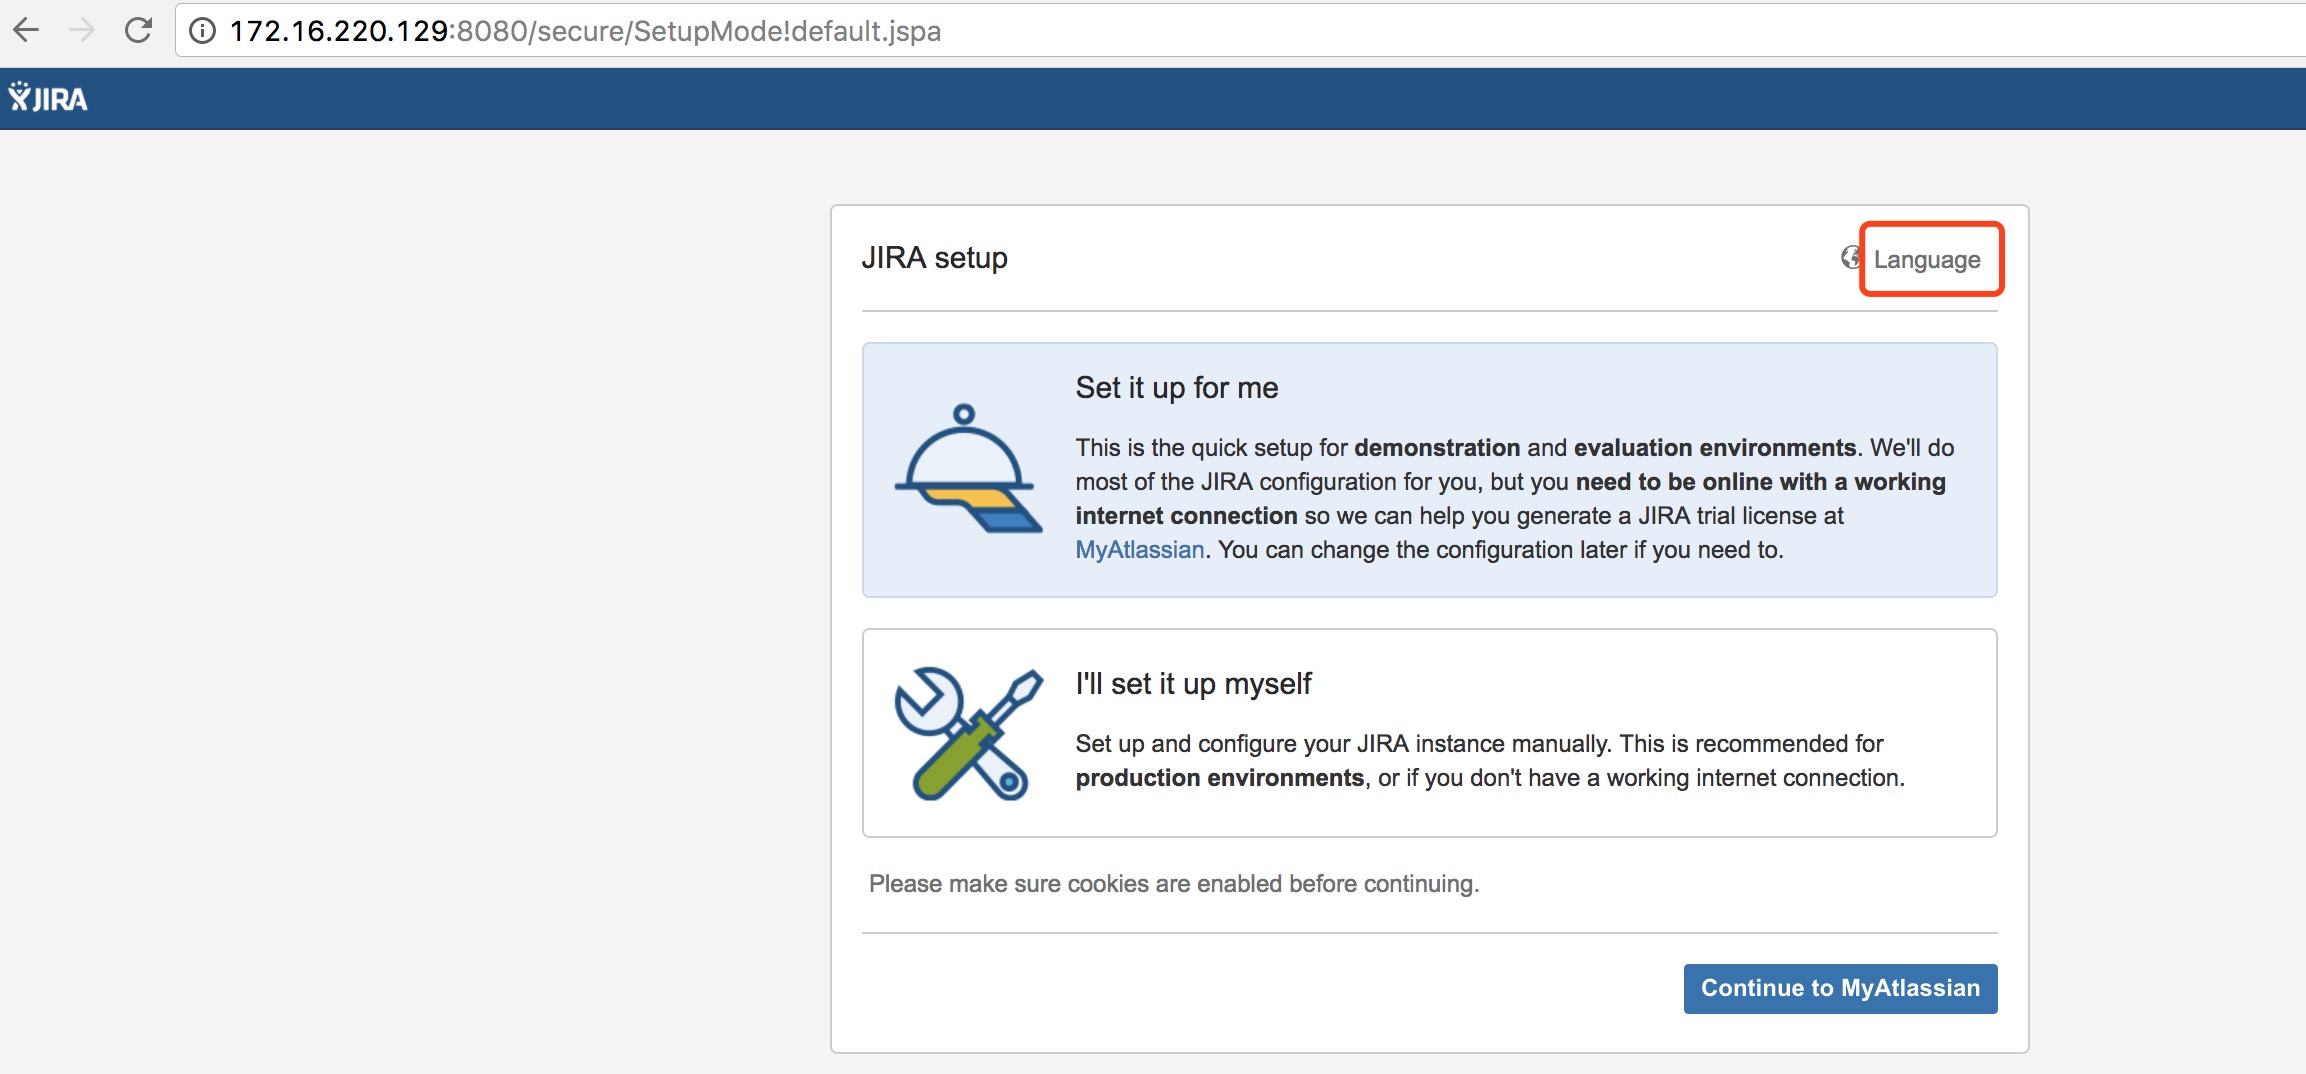 172.16.220.129:8080/secure/SetupMode!default.jspa
JIRA
JIRA setup
Language
Set it up for me
This is the quick setup for demonstration and evaluation environments. We'll do
most of the JIRA configuration for you, but you need to be online with a working
internet connection so we can help you generate a JIRA trial license at
MyAtlassian. You can change the configuration later if you need to.
I'll set it up myself
Set up and configure your JIRA instance manually. This is recommended for
production environments, or if you don't have a working internet connection.
Please make sure cookies are enabled before continuing.
Continue to MyAtlassian